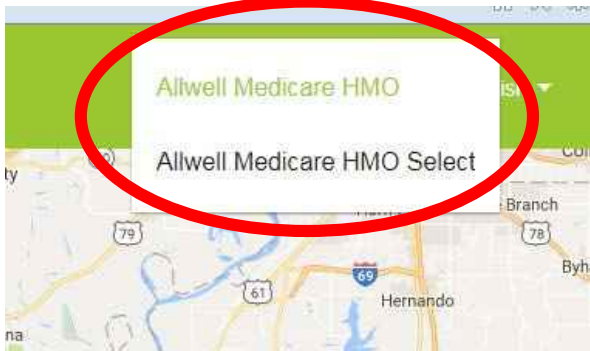 Allwell Medicare HMO
Allwell Medicare HMO Select
Branch
79
78
69
61
Hernando